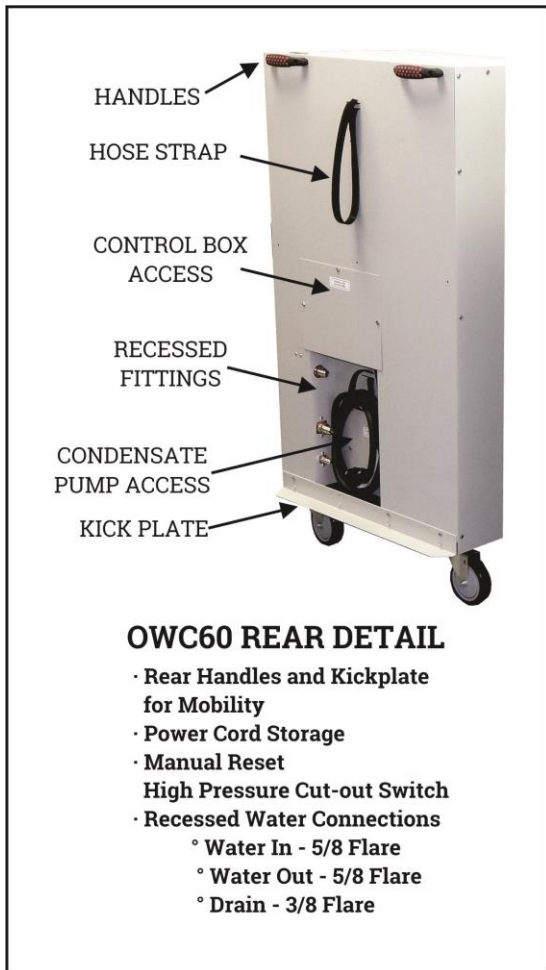 HANDLES
HOSE STRAP
CONTROL BOX
ACCESS
RECESSED
FITTINGS
CONDENSATE
PUMP ACCESS
KICK PLATE
OWC60 REAR DETAIL
· Rear Handles and Kickplate
for Mobility
· Power Cord Storage
· Manual Reset
High Pressure Cut-out Switch
· Recessed Water Connections
° Water In - 5/8 Flare
° Water Out - 5/8 Flare
° Drain - 3/8 Flare